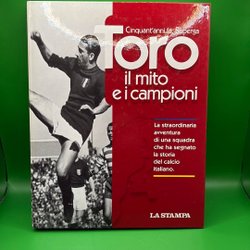 Cinquant'anni fa, Superga
Toro
il mito
e i campioni
La straordinaria
avventura
di una squadra
che ha segnato
la storia
del calcio
italiano.
LA STAMPA